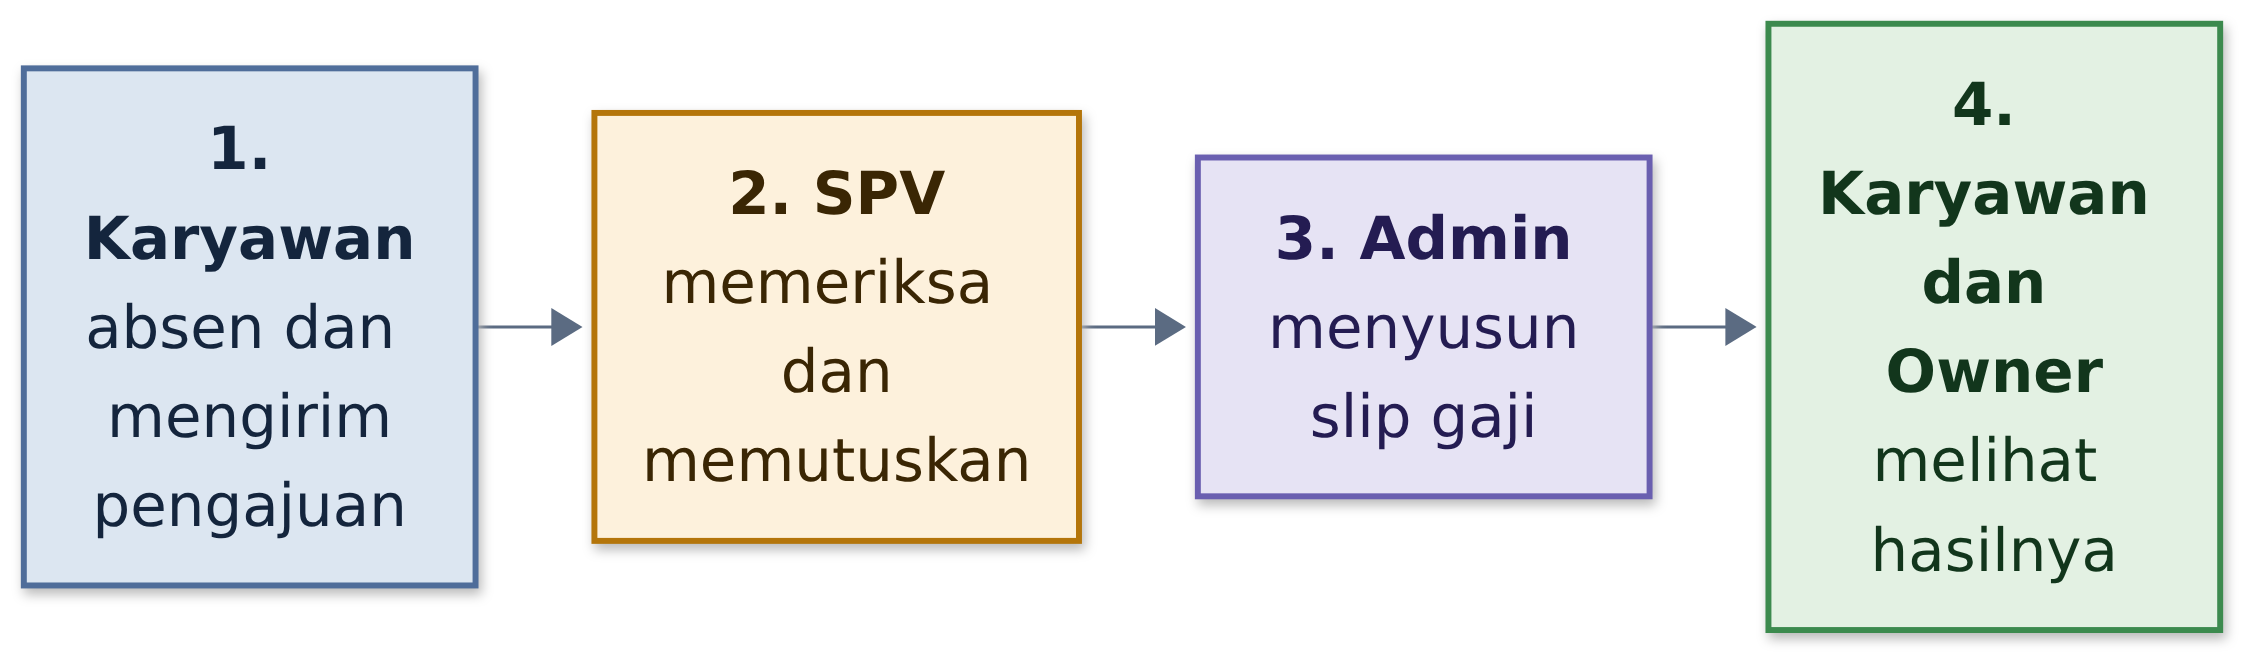 1.
Karyawan
absen dan
mengirim
pengajuan
2. SPV
memeriksa
dan
memutuskan
3. Admin
menyusun
slip gaji
4.
Karyawan
dan
Owner
melihat
hasilnya